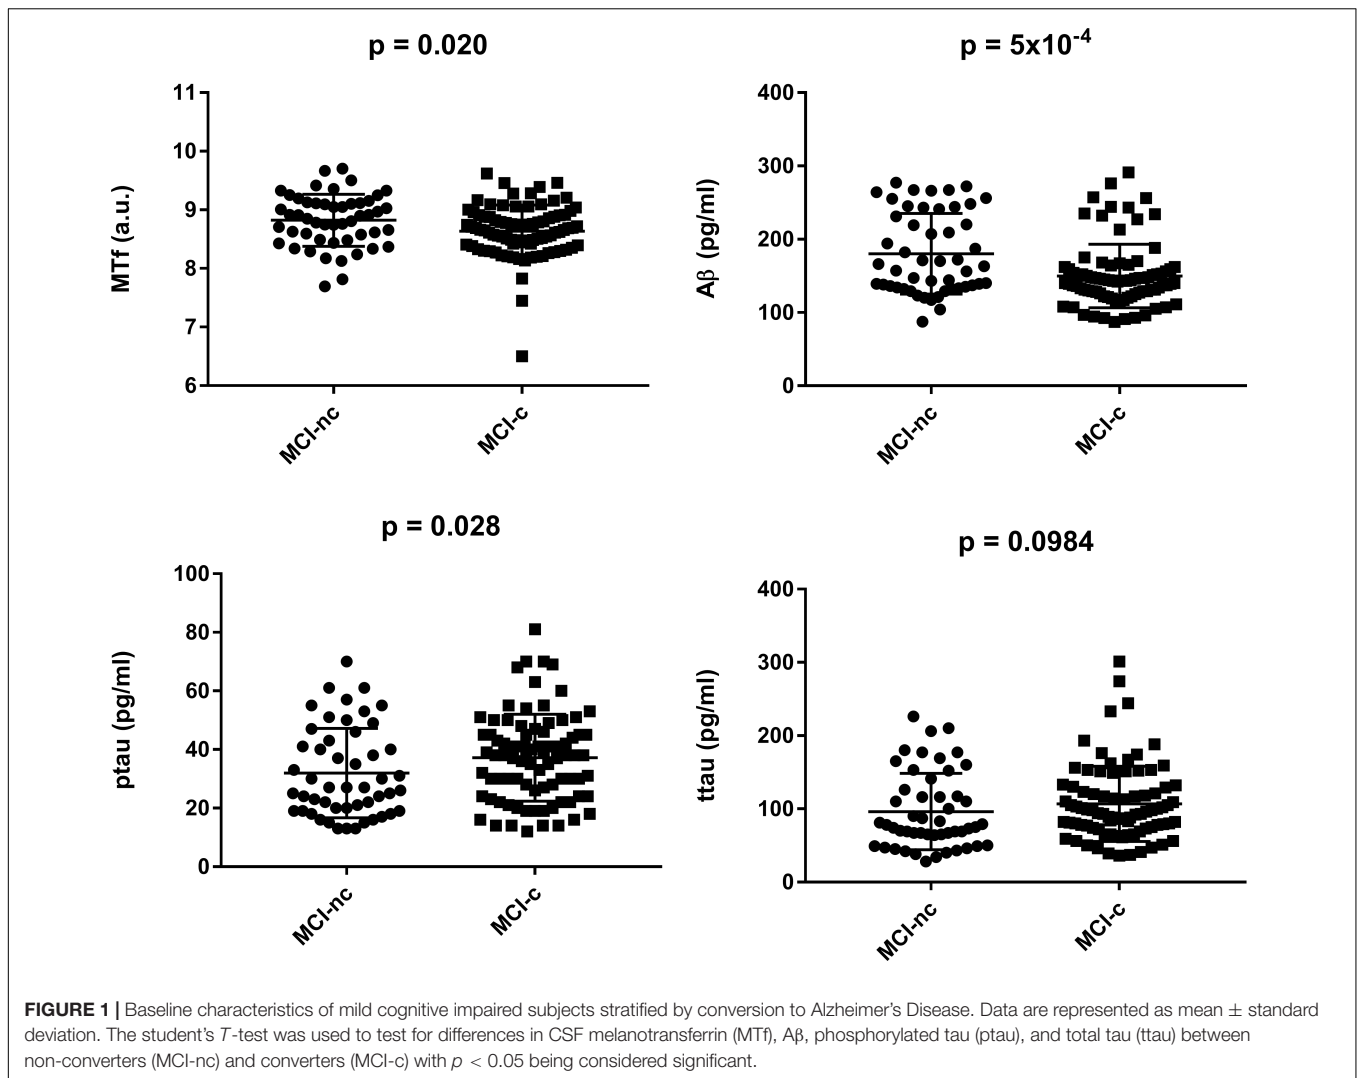 p = 0.020
11
10
9
8
7
6
MTf (a.u.)
MCI-nc
MCI-c
p = 5x10-4
400
300
200
100
0
Aβ (pg/ml)
MCI-nc
MCI-c
p = 0.028
100
80
60
40
20
0
ptau (pg/ml)
MCI-nc
MCI-c
p = 0.0984
400
300
200
100
0
ttau (pg/ml)
MCI-nc
MCI-c
FIGURE 1 | Baseline characteristics of mild cognitive impaired subjects stratified by conversion to Alzheimer's Disease. Data are represented as mean ± standard
deviation. The student's T-test was used to test for differences in CSF melanotransferrin (MTf), Aβ, phosphorylated tau (ptau), and total tau (ttau) between
non-converters (MCI-nc) and converters (MCI-c) with p < 0.05 being considered significant.